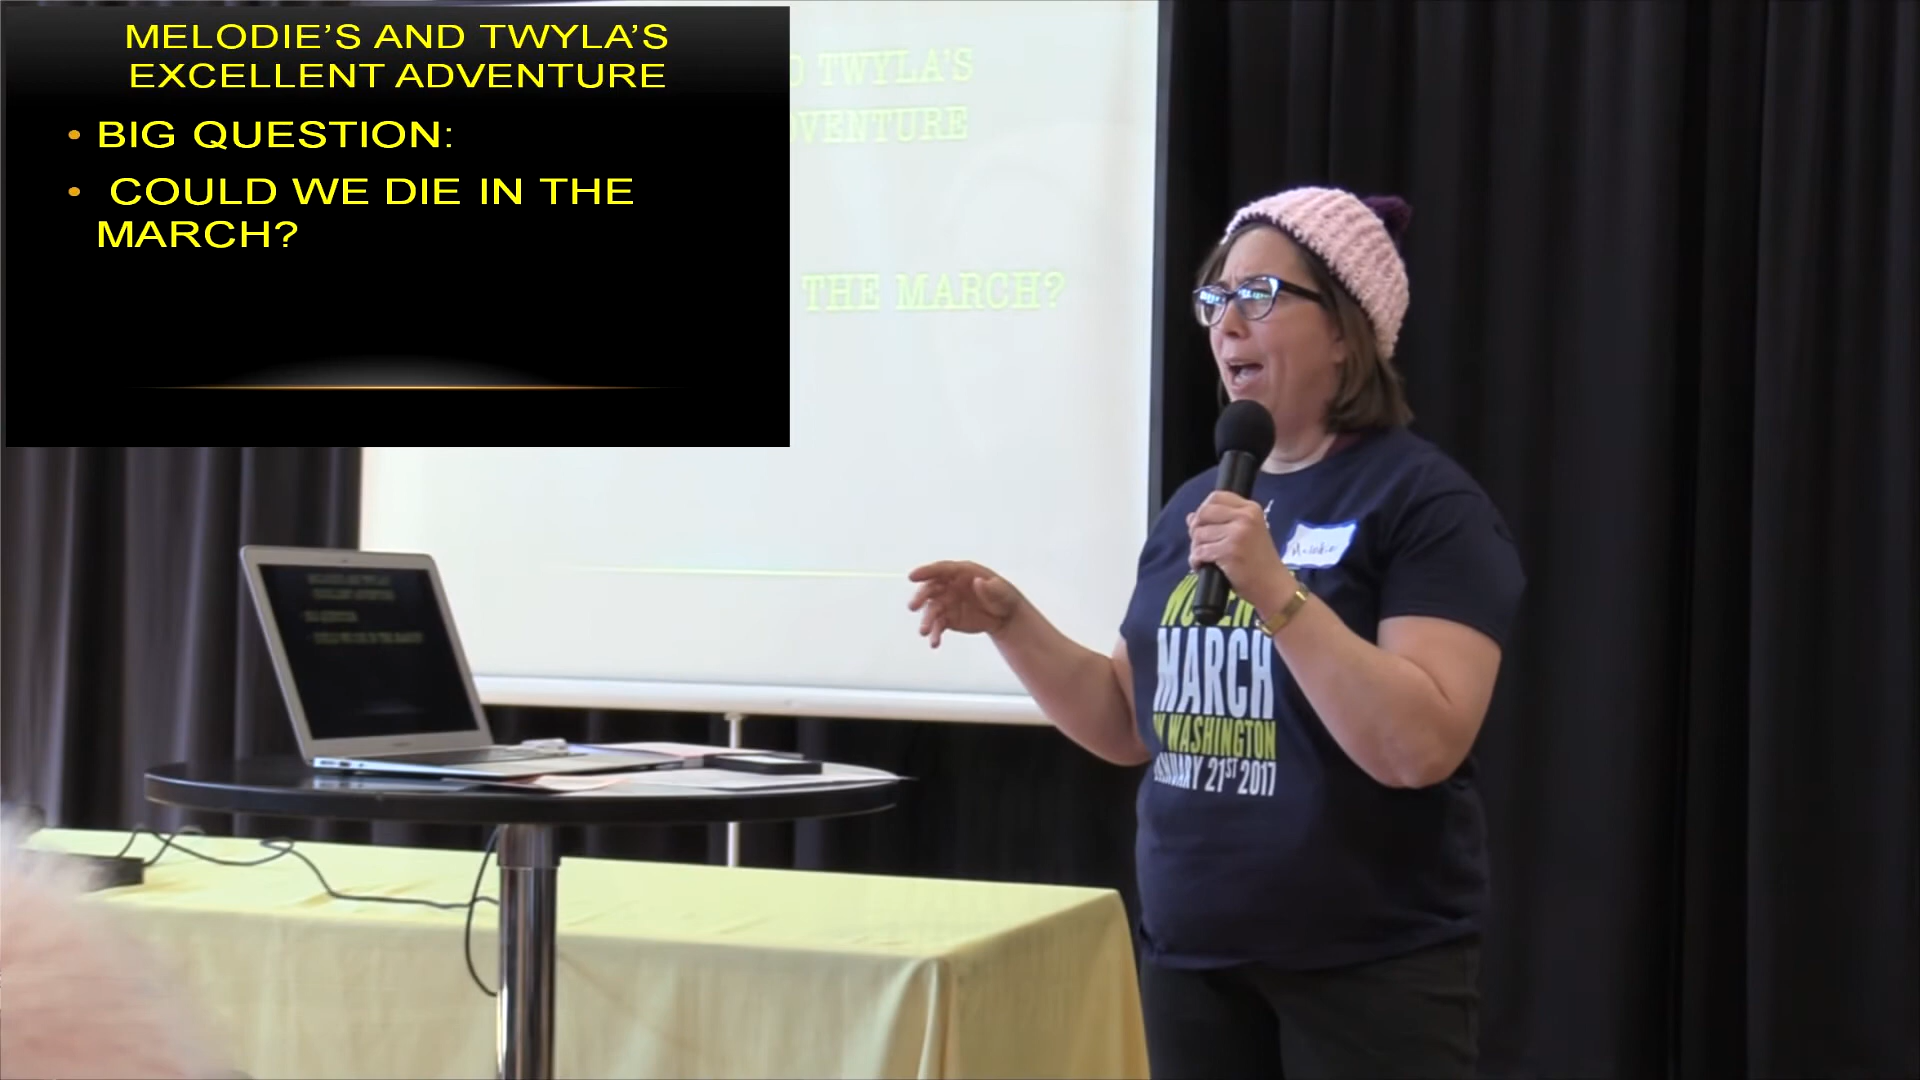 MELODIE'S AND TWYLA'S
EXCELLENT ADVENTURE
• BIG QUESTION:
• COULD WE DIE IN THE
MARCH?
TWYLA'S
VENTURE
THE MARCH?
Melodie
MARCH
WASHINGTON
21ST 2017